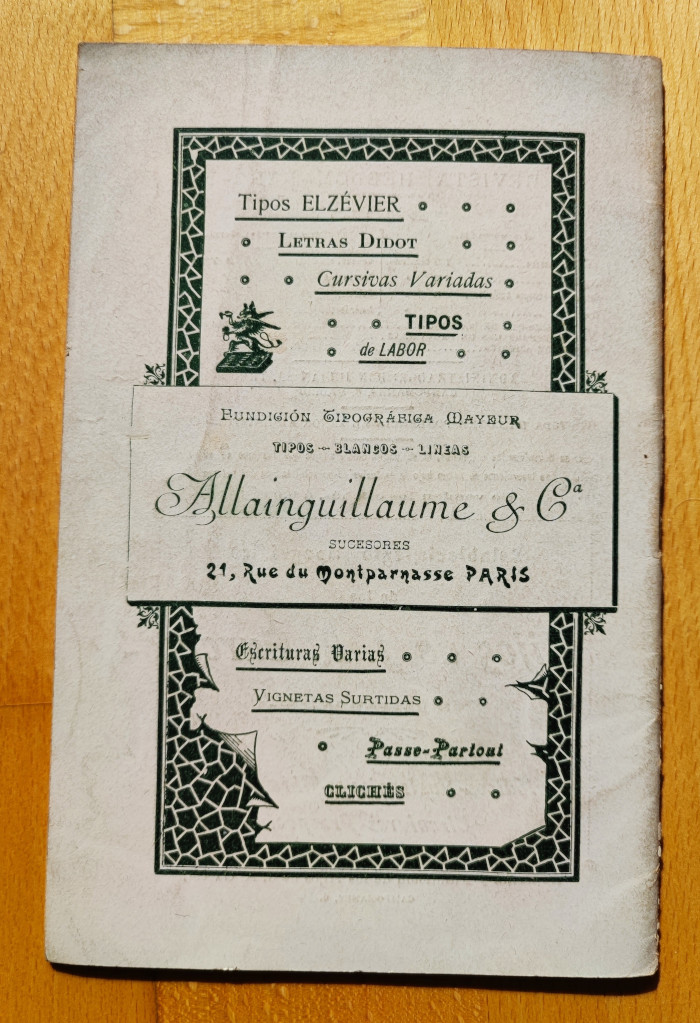 Tipos ELZÉVIER
LETRAS DIDOT
Cursivas Variadas
TIPOS
de LABOR
FUNDICIÓN TIPOGRÁFICA MAYEUR
TIPOS — BLANCOS — LINEAS
Allainguillaume & Cª
SUCESORES
21, Rue du Montparnasse PARIS
Escrituras Varias
VIGNETAS SURTIDAS
Passe-Partout
CLICHÉS